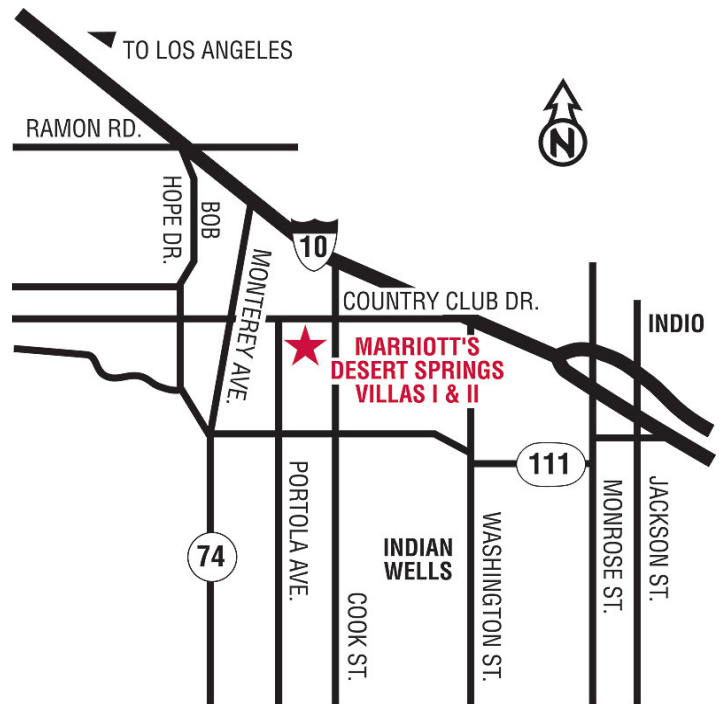 TO LOS ANGELES
N
RAMON RD.
BOB
HOPE DR.
10
MONTEREY AVE.
COUNTRY CLUB DR.
INDIO
MARRIOTT'S
DESERT SPRINGS
VILLAS I & II
111
74
PORTOLA AVE.
INDIAN
WELLS
COOK ST.
WASHINGTON ST.
MONROSE ST.
JACKSON ST.